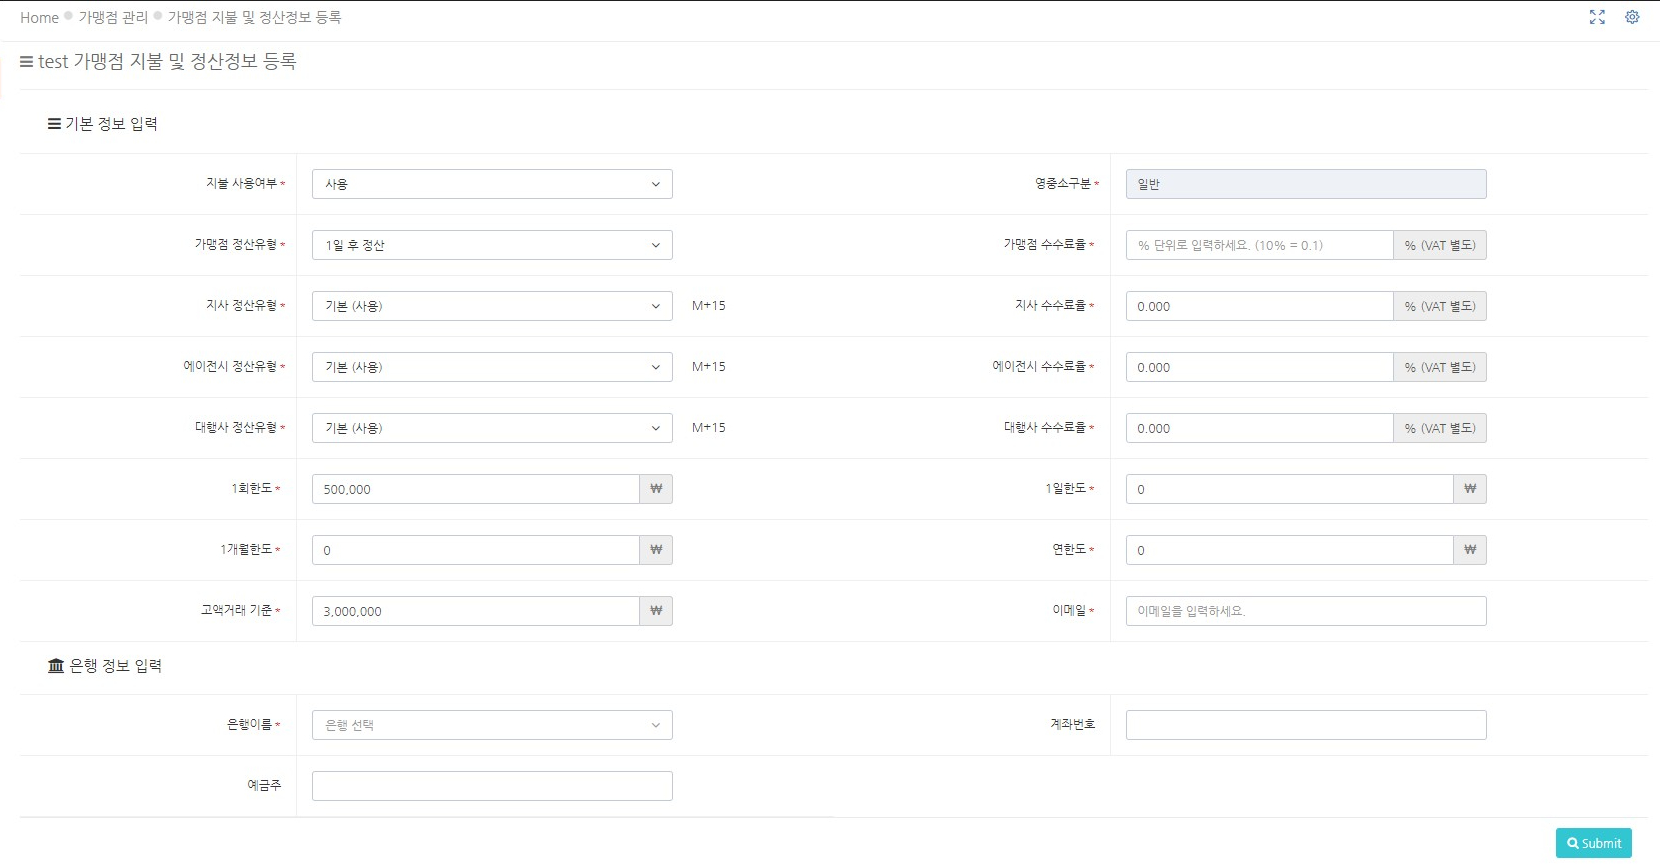 Home 가맹점 관리 가맹점 지불 및 정산정보 등록
test 가맹점 지불 및 정산정보 등록
기본 정보 입력
지불 사용여부* 사용 영중소구분* 일반
가맹점 정산유형* 1일 후 정산 가맹점 수수료율* % 단위로 입력하세요. (10% = 0.1) % (VAT 별도)
지사 정산유형* 기본 (사용) M+15 지사 수수료율* 0.000 % (VAT 별도)
에이전시 정산유형* 기본 (사용) M+15 에이전시 수수료율* 0.000 % (VAT 별도)
대행사 정산유형* 기본 (사용) M+15 대행사 수수료율* 0.000 % (VAT 별도)
1회한도* 500,000 ₩ 1일한도* 0 ₩
1개월한도* 0 ₩ 연한도* 0 ₩
고액거래 기준* 3,000,000 ₩ 이메일* 이메일을 입력하세요.
은행 정보 입력
은행이름* 은행 선택 계좌번호
예금주
Submit